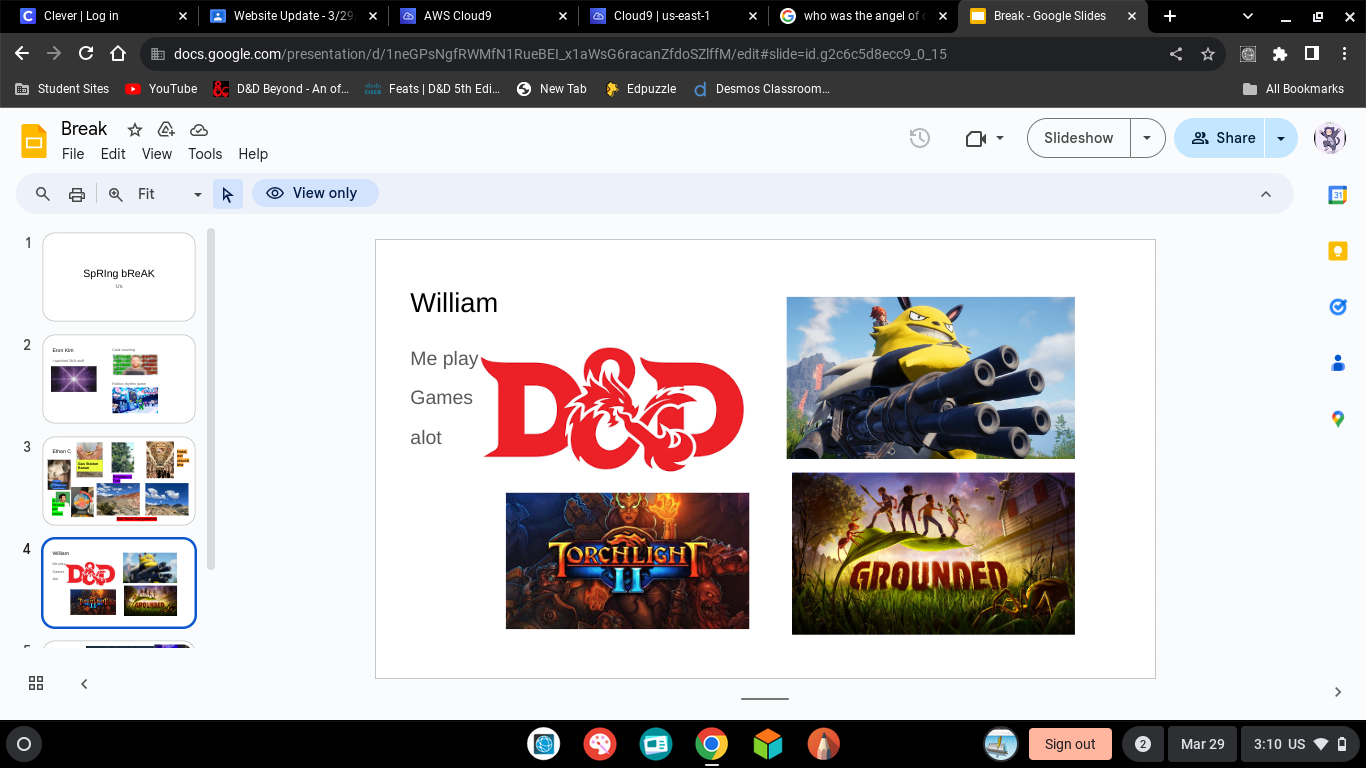 Clever | Log in
Website Update - 3/29
AWS Cloud9
Cloud9 | us-east-1
who was the angel of
Break - Google Slides
docs.google.com/presentation/d/1neGPsNgfRWMfN1RueBEI_x1aWsG6racanZfdoSZlffM/edit#slide=id.g2c6c5d8ecc9_0_15
Student Sites
YouTube
D&D Beyond - An of...
Feats | D&D 5th Edi...
New Tab
Edpuzzle
Desmos Classroom...
All Bookmarks
Break
File Edit View Tools Help
Slideshow
Share
Fit
View only
31
1
SpRIng bReAK
Us
2
Eron Kim
Card counting
3
Ethan C
Gas Station
4
William
Me play
Games
alot
D&D
TORCHLIGHT
II
GROUNDED
5
William
Me play
Games
alot
D&D
TORCHLIGHT
II
GROUNDED
Sign out
2
Mar 29
3:10 US